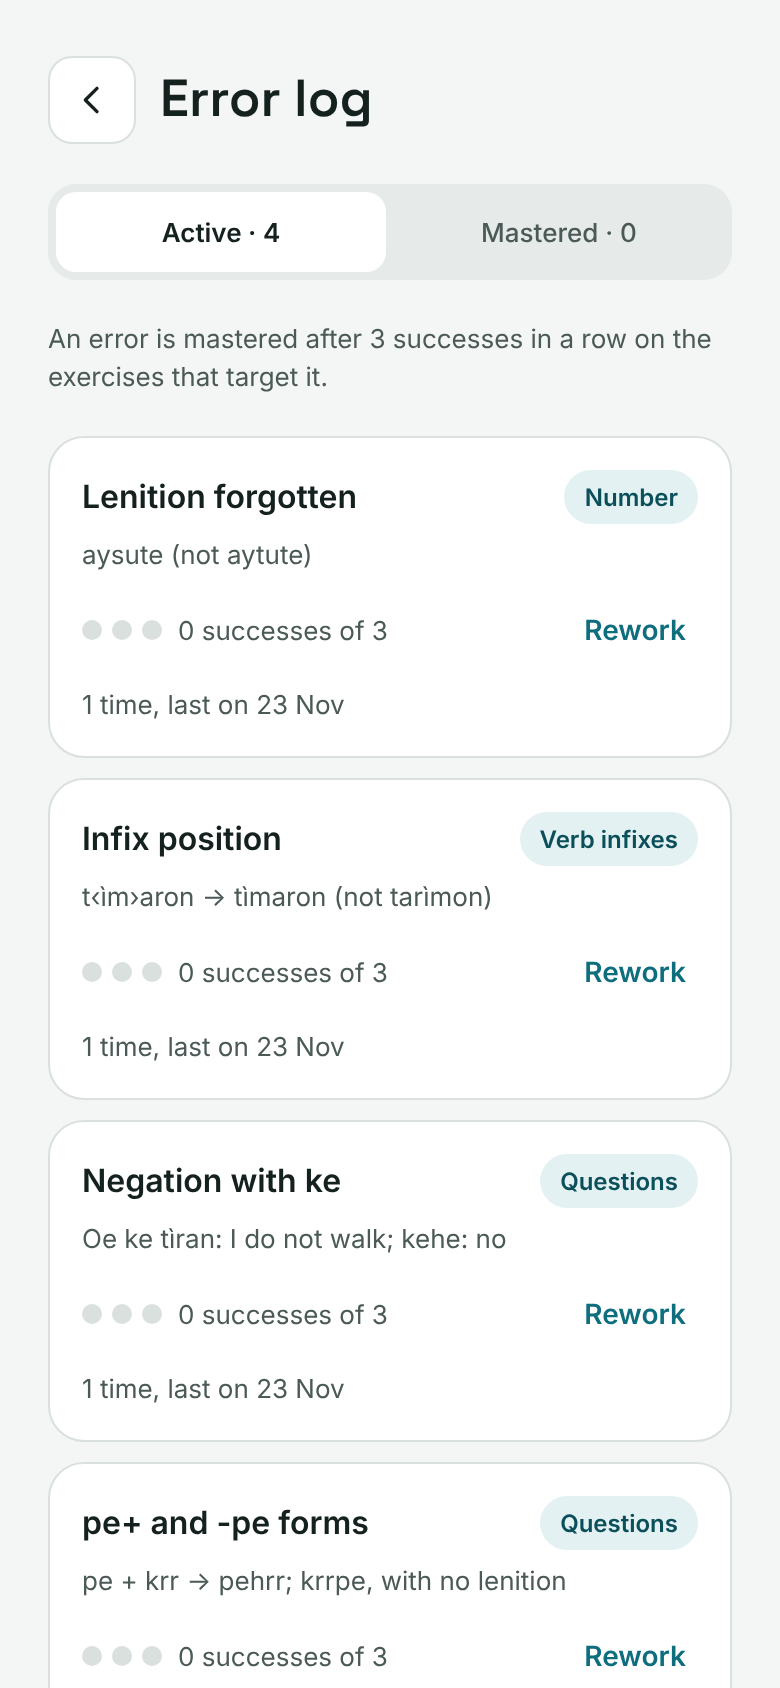 Error log
Active · 4
Mastered · 0
An error is mastered after 3 successes in a row on the
exercises that target it.
Lenition forgotten
Number
aysute (not aytute)
0 successes of 3
Rework
1 time, last on 23 Nov
Infix position
Verb infixes
t‹ìm›aron → tìmaron (not tarìmon)
0 successes of 3
Rework
1 time, last on 23 Nov
Negation with ke
Questions
Oe ke tìran: I do not walk; kehe: no
0 successes of 3
Rework
1 time, last on 23 Nov
pe+ and -pe forms
Questions
pe + krr → pehrr; krrpe, with no lenition
0 successes of 3
Rework